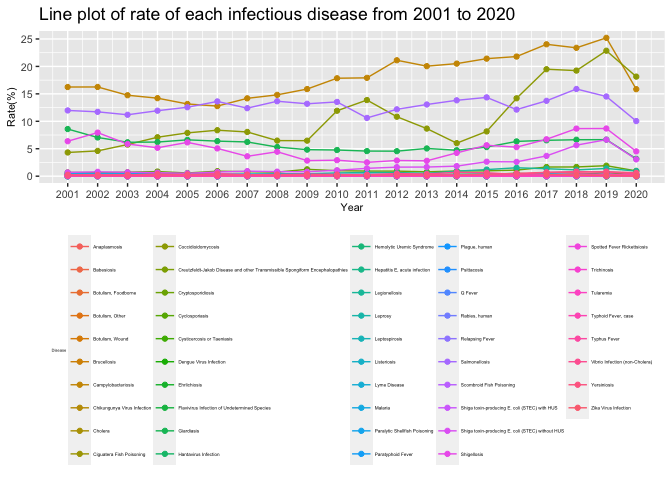 Line plot of rate of each infectious disease from 2001 to 2020
Rate(%)
25
20
15
10
5
0
2001 2002 2003 2004 2005 2006 2007 2008 2009 2010 2011 2012 2013 2014 2015 2016 2017 2018 2019 2020
Year
Disease
Anaplasmosis
Babesiosis
Botulism, Foodborne
Botulism, Other
Botulism, Wound
Brucellosis
Campylobacteriosis
Chikungunya Virus Infection
Cholera
Ciguatera Fish Poisoning
Coccidioidomycosis
Creutzfeldt-Jakob Disease and other Transmissible Spongiform Encephalopathies
Cryptosporidiosis
Cyclosporiasis
Cysticercosis or Taeniasis
Dengue Virus Infection
Ehrlichiosis
Flavivirus Infection of Undetermined Species
Giardiasis
Hantavirus Infection
Hemolytic Uremic Syndrome
Hepatitis E, acute infection
Legionellosis
Leprosy
Leptospirosis
Listeriosis
Lyme Disease
Malaria
Paralytic Shellfish Poisoning
Paratyphoid Fever
Plague, human
Psittacosis
Q Fever
Rabies, human
Relapsing Fever
Salmonellosis
Scombroid Fish Poisoning
Shiga toxin-producing E. coli (STEC) with HUS
Shiga toxin-producing E. coli (STEC) without HUS
Shigellosis
Spotted Fever Rickettsiosis
Trichinosis
Tularemia
Typhoid Fever, case
Typhus Fever
Vibrio Infection (non-Cholera)
Yersiniosis
Zika Virus Infection